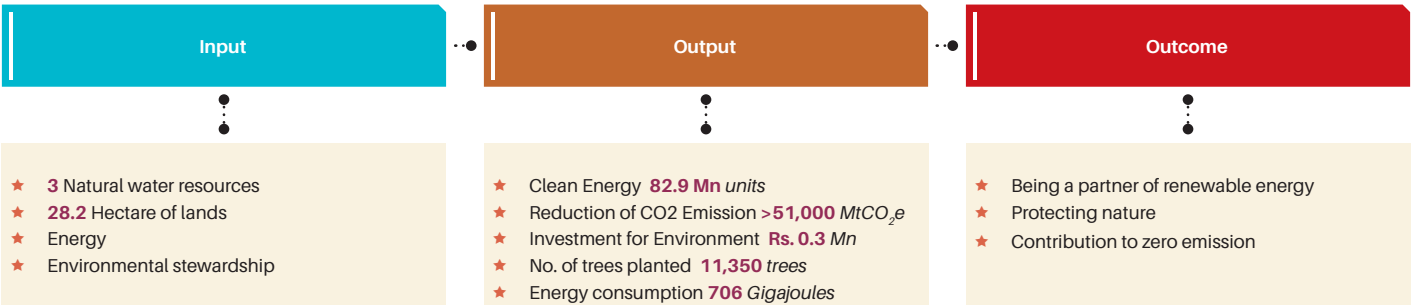 Input
Output
Outcome
3 Natural water resources
28.2 Hectare of lands
Energy
Environmental stewardship
Clean Energy 82.9 Mn units
Reduction of CO2 Emission >51,000 MtCO2e
Investment for Environment Rs. 0.3 Mn
No. of trees planted 11,350 trees
Energy consumption 706 Gigajoules
Being a partner of renewable energy
Protecting nature
Contribution to zero emission